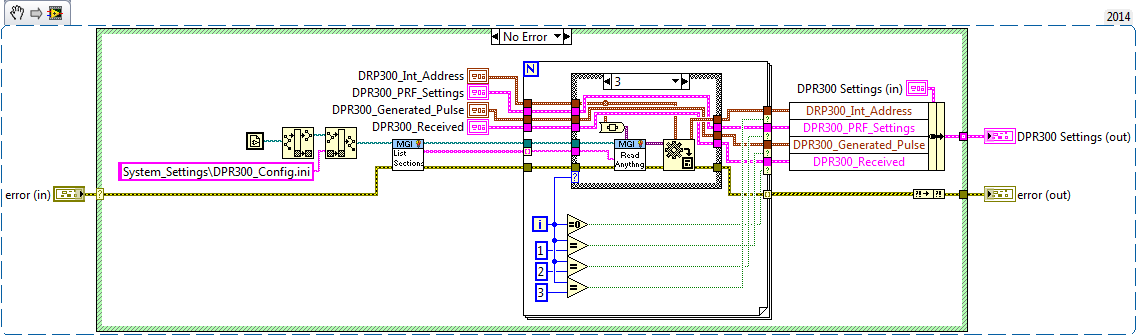 2014
No Error
DRP300_Int_Address
DPR300_PRF_Settings
DPR300_Generated_Pulse
DPR300_Received
N
3
DPR300 Settings (in)
DRP300_Int_Address
DPR300_PRF_Settings
DPR300_Generated_Pulse
DPR300_Received
DPR300 Settings (out)
MGI
List
Sections
MGI
Read
Anything
System_Settings\DPR300_Config.ini
error (in)
error (out)
?!
?!
i
=0
1
=
2
=
3
=